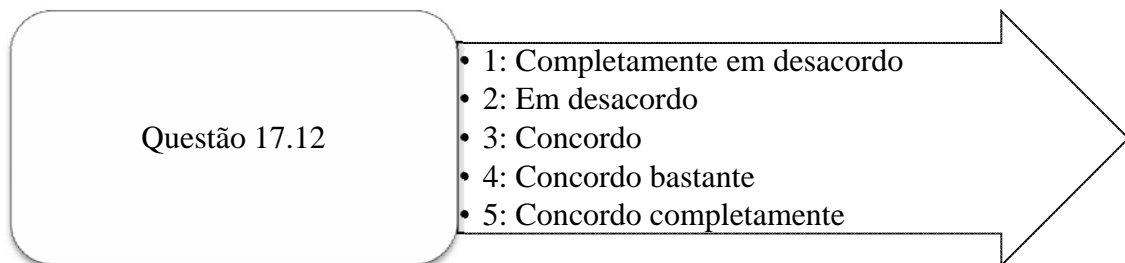 Questão 17.12
• 1: Completamente em desacordo
• 2: Em desacordo
• 3: Concordo
• 4: Concordo bastante
• 5: Concordo completamente